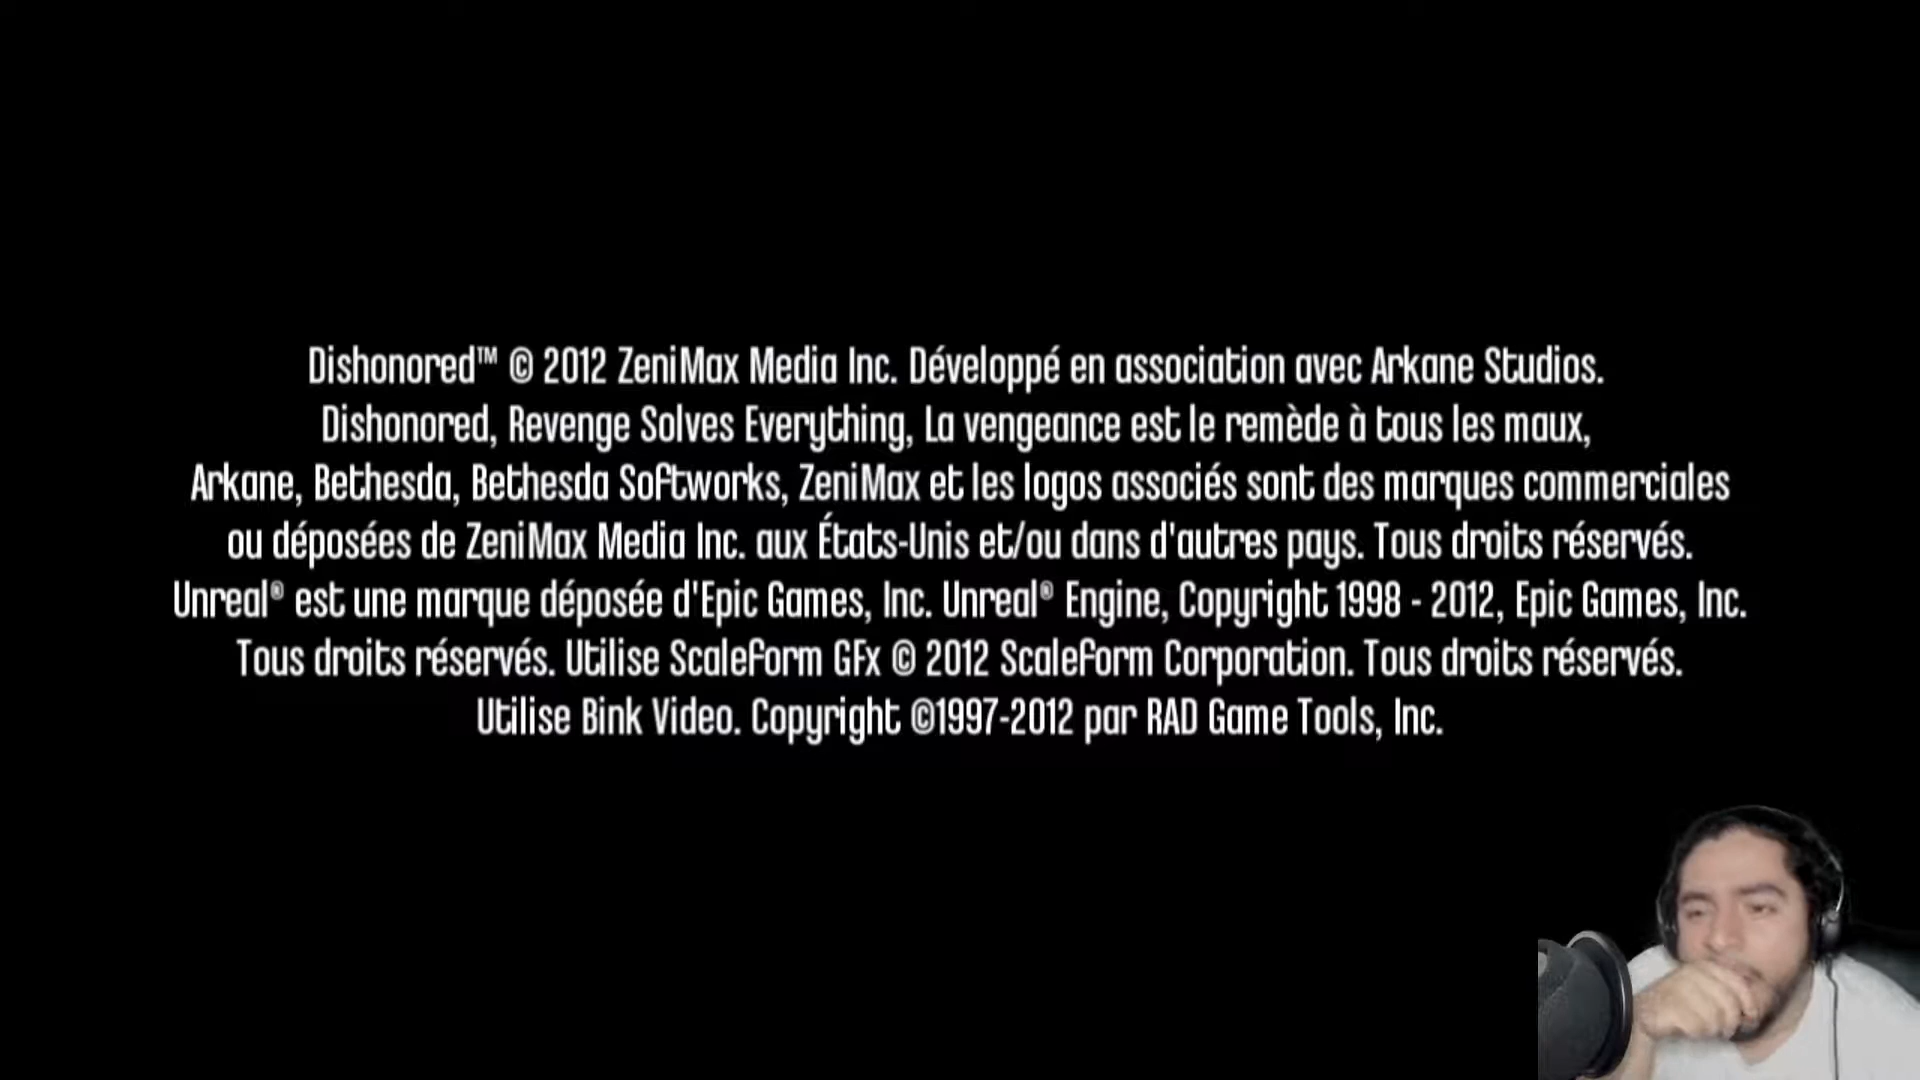 Dishonored™ © 2012 ZeniMax Media Inc. Développé en association avec Arkane Studios.
Dishonored, Revenge Solves Everything, La vengeance est le remède à tous les maux,
Arkane, Bethesda, Bethesda Softworks, ZeniMax et les logos associés sont des marques commerciales
ou déposées de ZeniMax Media Inc. aux États-Unis et/ou dans d'autres pays. Tous droits réservés.
Unreal® est une marque déposée d'Epic Games, Inc. Unreal® Engine, Copyright 1998 - 2012, Epic Games, Inc.
Tous droits réservés. Utilise Scaleform GFx © 2012 Scaleform Corporation. Tous droits réservés.
Utilise Bink Video. Copyright ©1997-2012 par RAD Game Tools, Inc.